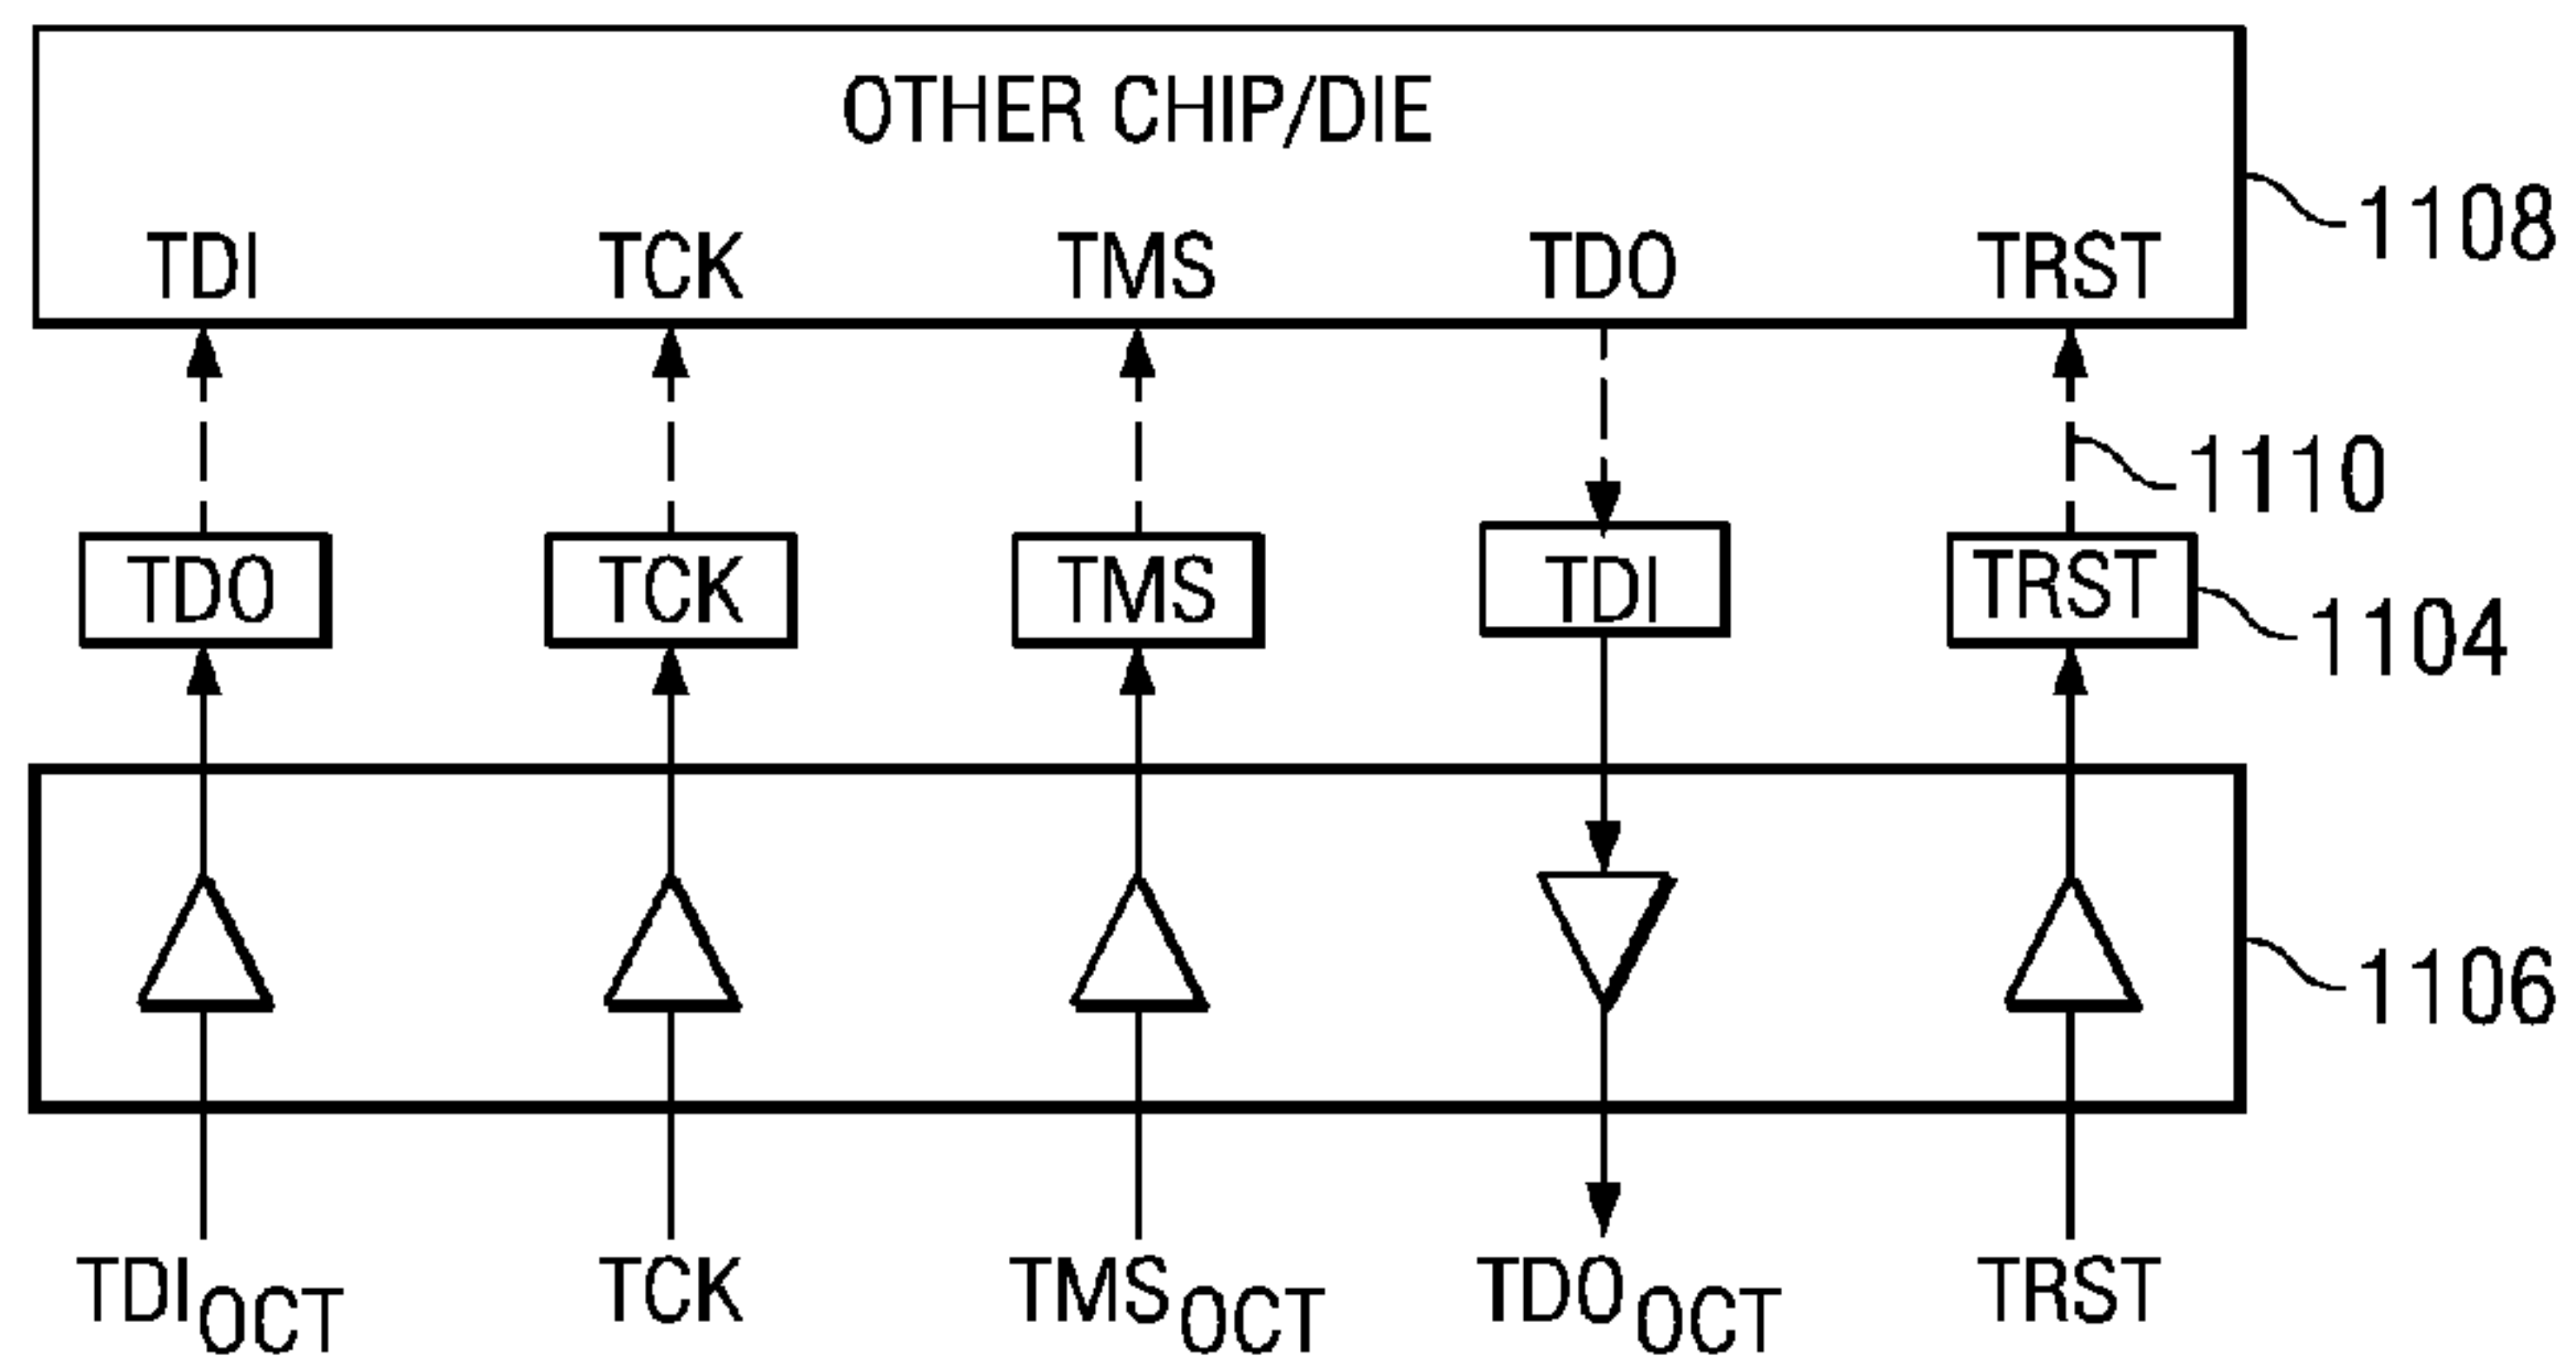 OTHER CHIP/DIE
TDI TCK TMS TDO TRST
1108
1110
TDO TCK TMS TDI TRST
1104
1106
TDIOCT TCK TMSOCT TDOOCT TRST